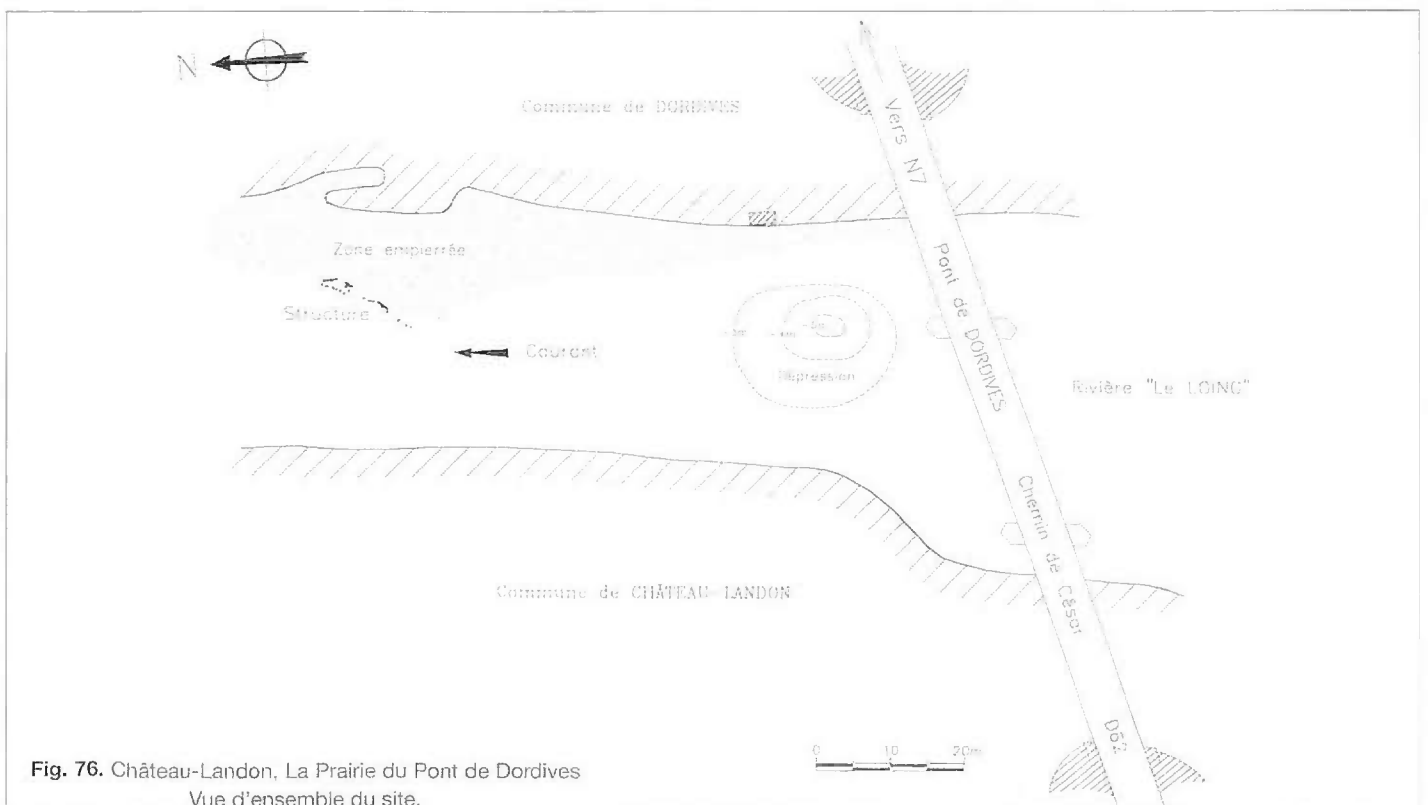 N
Commune de DORDIVES
Vers N7
Pont de DORDIVES
Chemin de César
D62
Zone empierrée
Structure
Courant
Dépression
Rivière "Le LOING"
Commune de CHÂTEAU-LANDON
0 10 20m
Fig. 76. Château-Landon, La Prairie du Pont de Dordives
Vue d'ensemble du site.